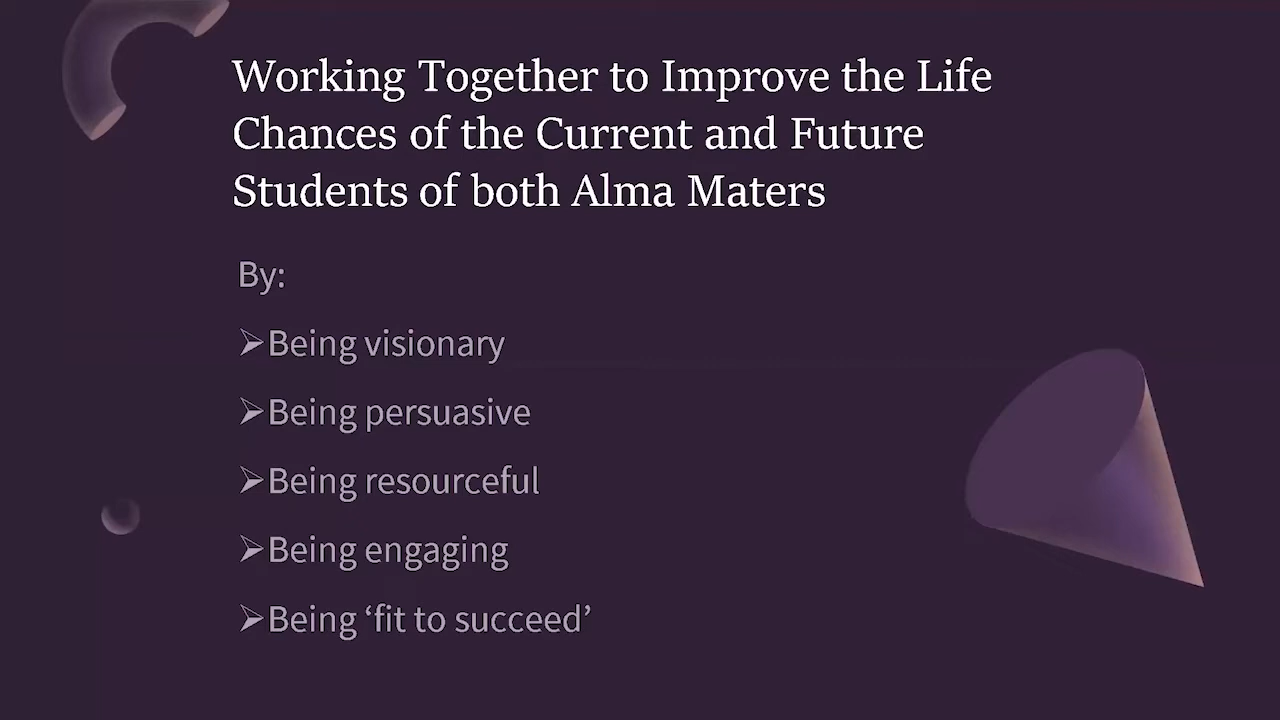 Working Together to Improve the Life
Chances of the Current and Future
Students of both Alma Maters
By:
➢Being visionary
➢Being persuasive
➢Being resourceful
➢Being engaging
➢Being ‘fit to succeed’